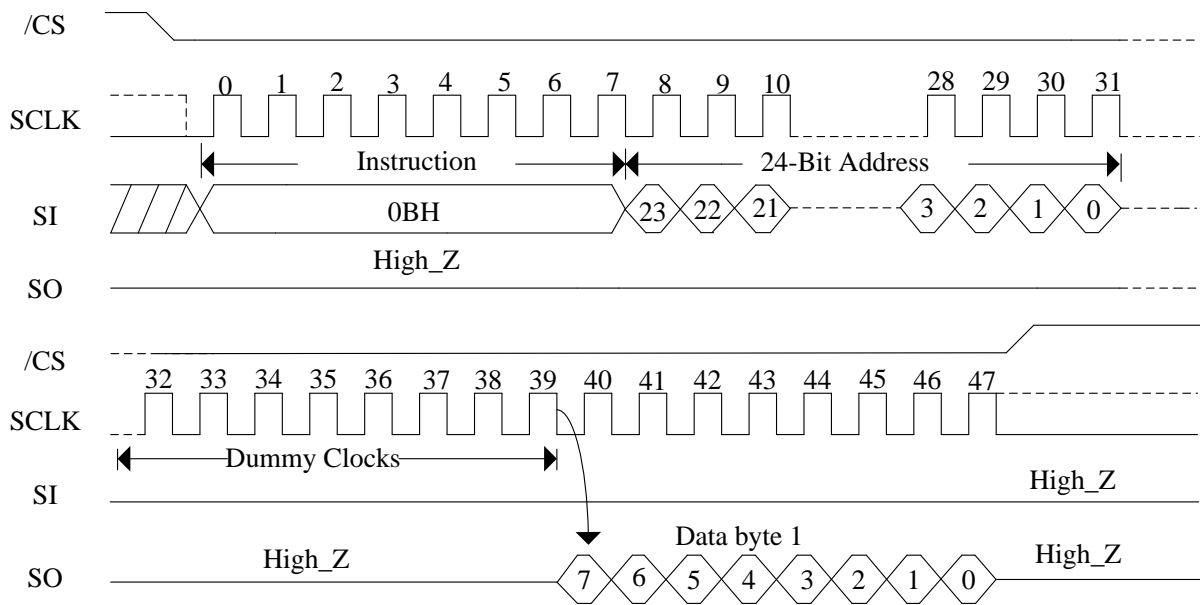 /CS
0 1 2 3 4 5 6 7 8 9 10 28 29 30 31
SCLK
Instruction 24-Bit Address
SI 0BH 23 22 21 3 2 1 0
High_Z
SO
/CS
32 33 34 35 36 37 38 39 40 41 42 43 44 45 46 47
SCLK
Dummy Clocks
SI High_Z
High_Z Data byte 1 High_Z
SO 7 6 5 4 3 2 1 0